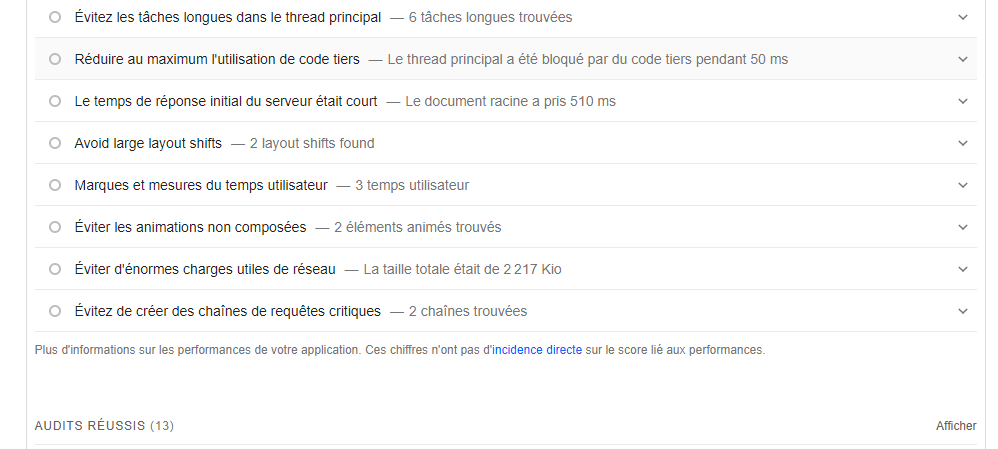 Évitez les tâches longues dans le thread principal — 6 tâches longues trouvées
Réduire au maximum l'utilisation de code tiers — Le thread principal a été bloqué par du code tiers pendant 50 ms
Le temps de réponse initial du serveur était court — Le document racine a pris 510 ms
Avoid large layout shifts — 2 layout shifts found
Marques et mesures du temps utilisateur — 3 temps utilisateur
Éviter les animations non composées — 2 éléments animés trouvés
Éviter d'énormes charges utiles de réseau — La taille totale était de 2 217 Kio
Évitez de créer des chaînes de requêtes critiques — 2 chaînes trouvées
Plus d'informations sur les performances de votre application. Ces chiffres n'ont pas d'incidence directe sur le score lié aux performances.
AUDITS RÉUSSIS (13) Afficher